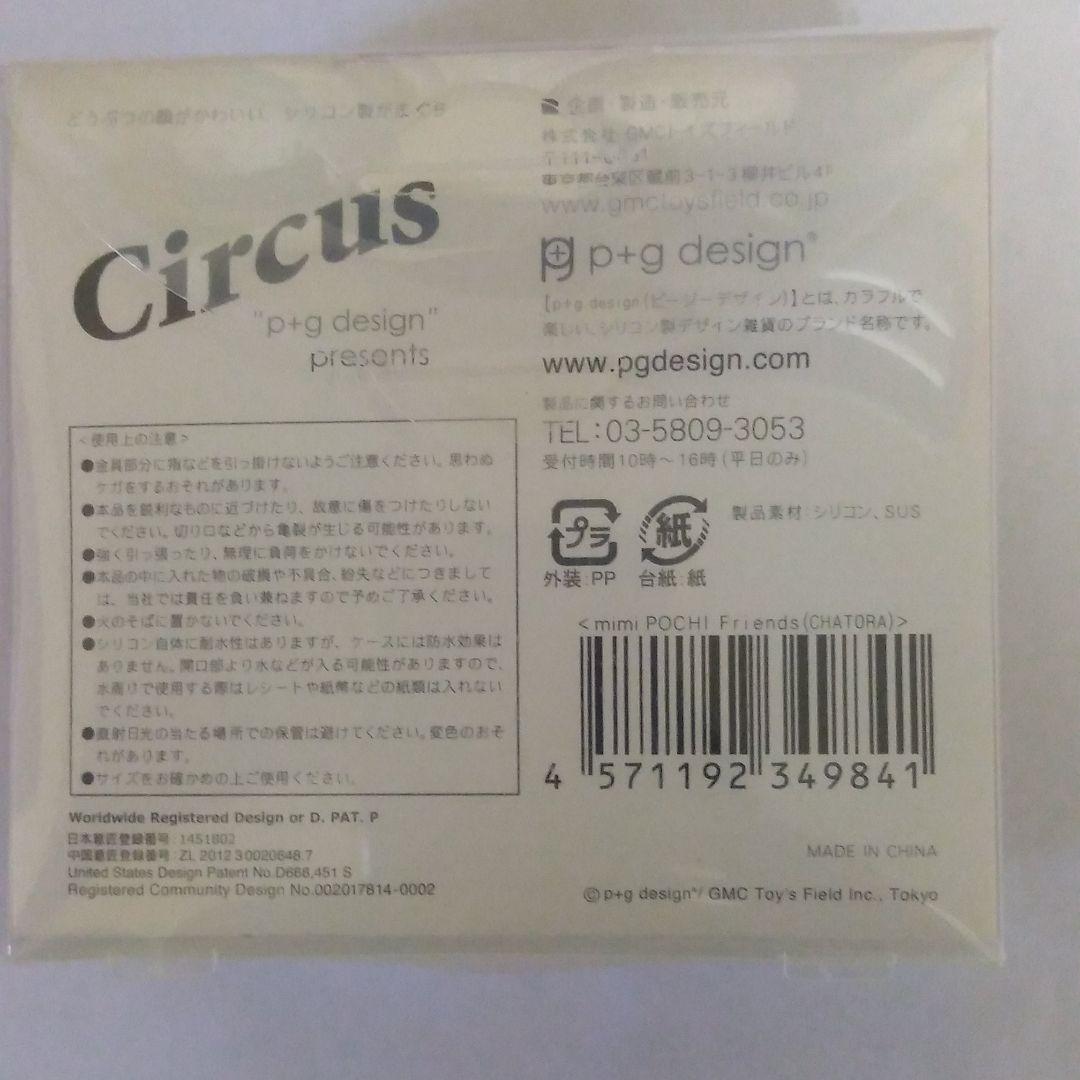 どうぶつの顔がかわいい、シリコン製がまぐち
Circus
"p+g design"
presents
<使用上の注意>
●金具部分に指などを引っ掛けないようご注意ください。思わぬ
ケガをするおそれがあります。
●本品を鋭利なものに近づけたり、故意に傷をつけたりしない
でください。切り口などから亀裂が生じる可能性があります。
●強く引っ張ったり、無理に負荷をかけないでください。
●本品の中に入れた物の破損や不具合、紛失などにつきまして
は、当社では責任を負い兼ねますので予めご了承ください。
●火のそばに置かないでください。
●シリコン自体に耐水性はありますが、ケースには防水効果は
ありません。開口部より水などが入る可能性がありますので、
水周りで使用する際はレシートや紙幣などの紙類は入れない
でください。
●直射日光の当たる場所での保管は避けてください。変色のおそ
れがあります。
●サイズをお確かめの上ご使用ください。
Worldwide Registered Design or D. PAT. P
日本意匠登録番号:1451802
中国意匠登録番号:ZL 2012 3 0020648.7
United States Design Patent No.D666,451 S
Registered Community Design No.002017814-0002
企画・製造・販売元
株式会社 GMCトイズフィールド
東京都台東区蔵前3-1-3 柳井ビル4F
www.gmctoysfield.co.jp
p+g design®
【p+g design(ピージーデザイン)】とは、カラフルで
楽しい、シリコン製デザイン雑貨のブランド名称です。
www.pgdesign.com
製品に関するお問い合わせ
TEL:03-5809-3053
受付時間10時〜16時(平日のみ)
プラ
外装:PP
紙
台紙:紙
製品素材:シリコン、SUS
<mimi POCHI Friends(CHATORA)>
4 571192 349841
MADE IN CHINA
©p+g design®/ GMC Toy's Field Inc., Tokyo